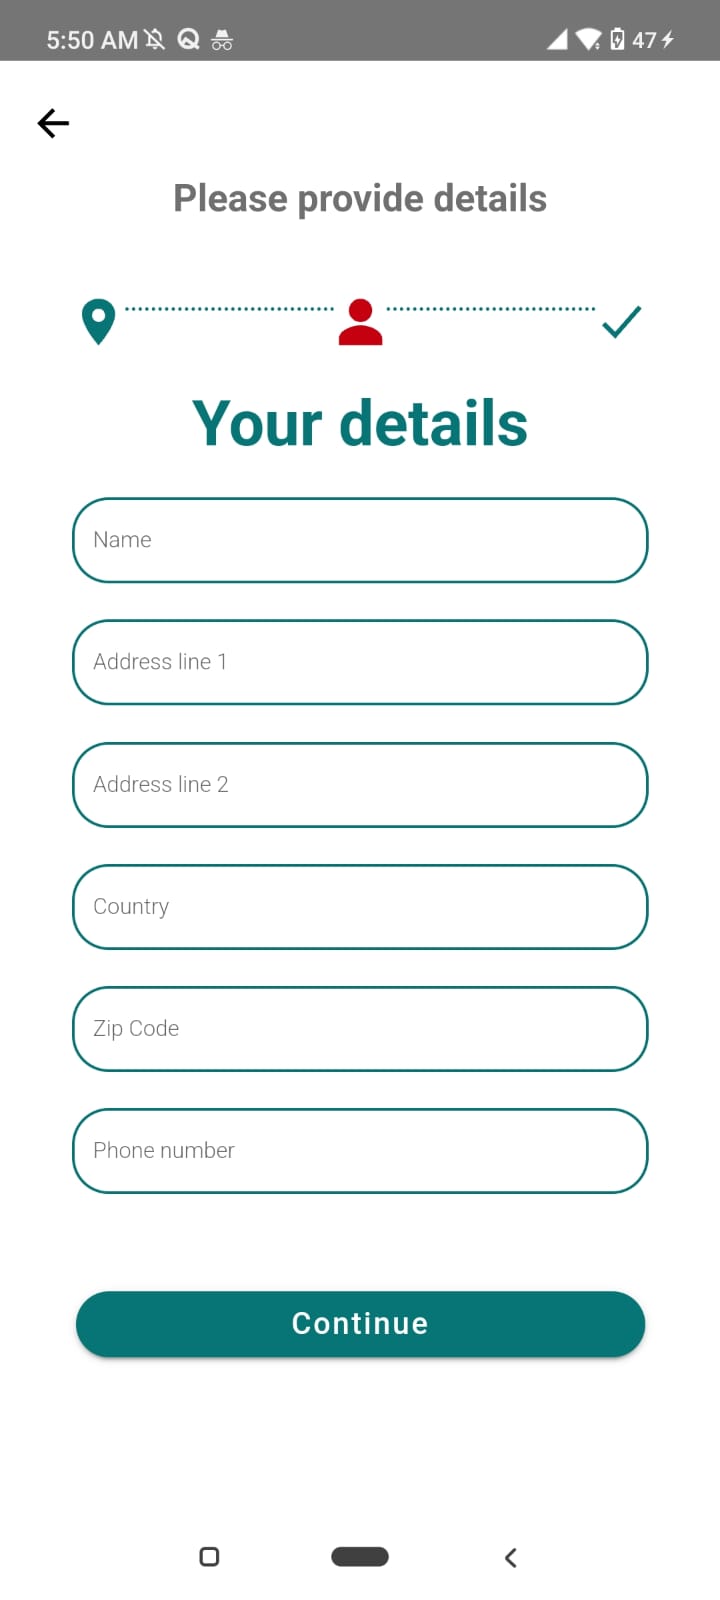 5:50 AM 47
Please provide details
Your details
Name
Address line 1
Address line 2
Country
Zip Code
Phone number
Continue